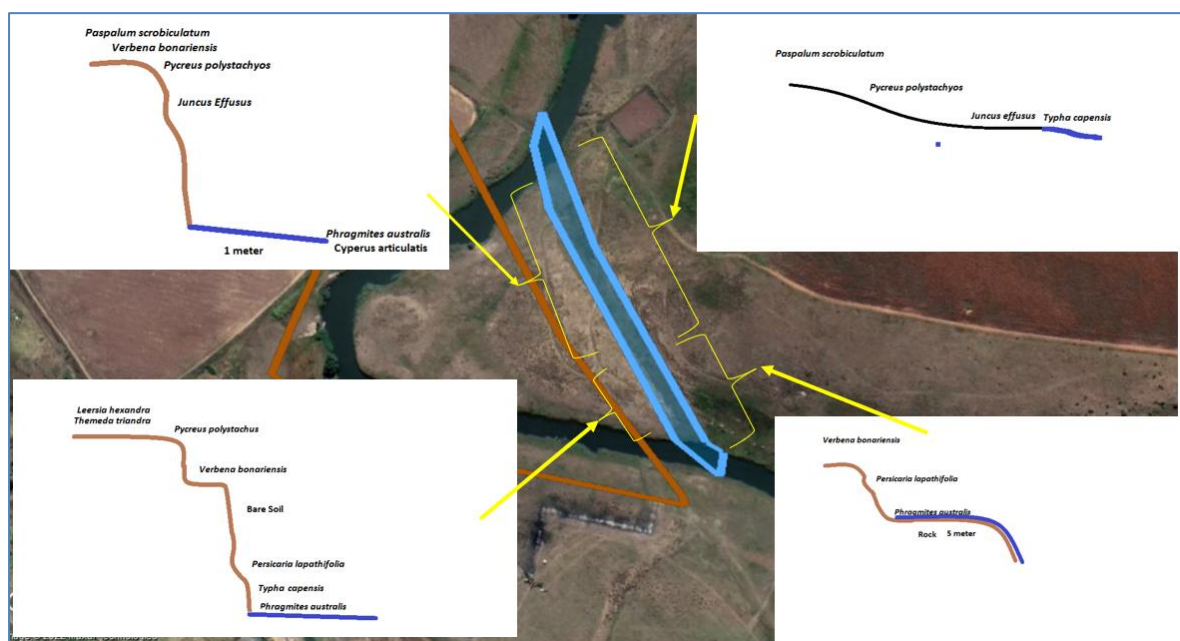 Paspalum scrobiculatum
Verbena bonariensis
Pycreus polystachyos
Juncus Effusus
Phragmites australis
1 meter
Cyperus articulatis
Paspalum scrobiculatum
Pycreus polystachyos
Juncus effusus
Typha capensis
Leersia hexandra
Themeda triandra
Pycreus polystachus
Verbena bonariensis
Bare Soil
Persicaria lapathifolia
Typha capensis
Phragmites australis
Verbena bonariensis
Persicaria lapathifolia
Phragmites australis
Rock
5 meter